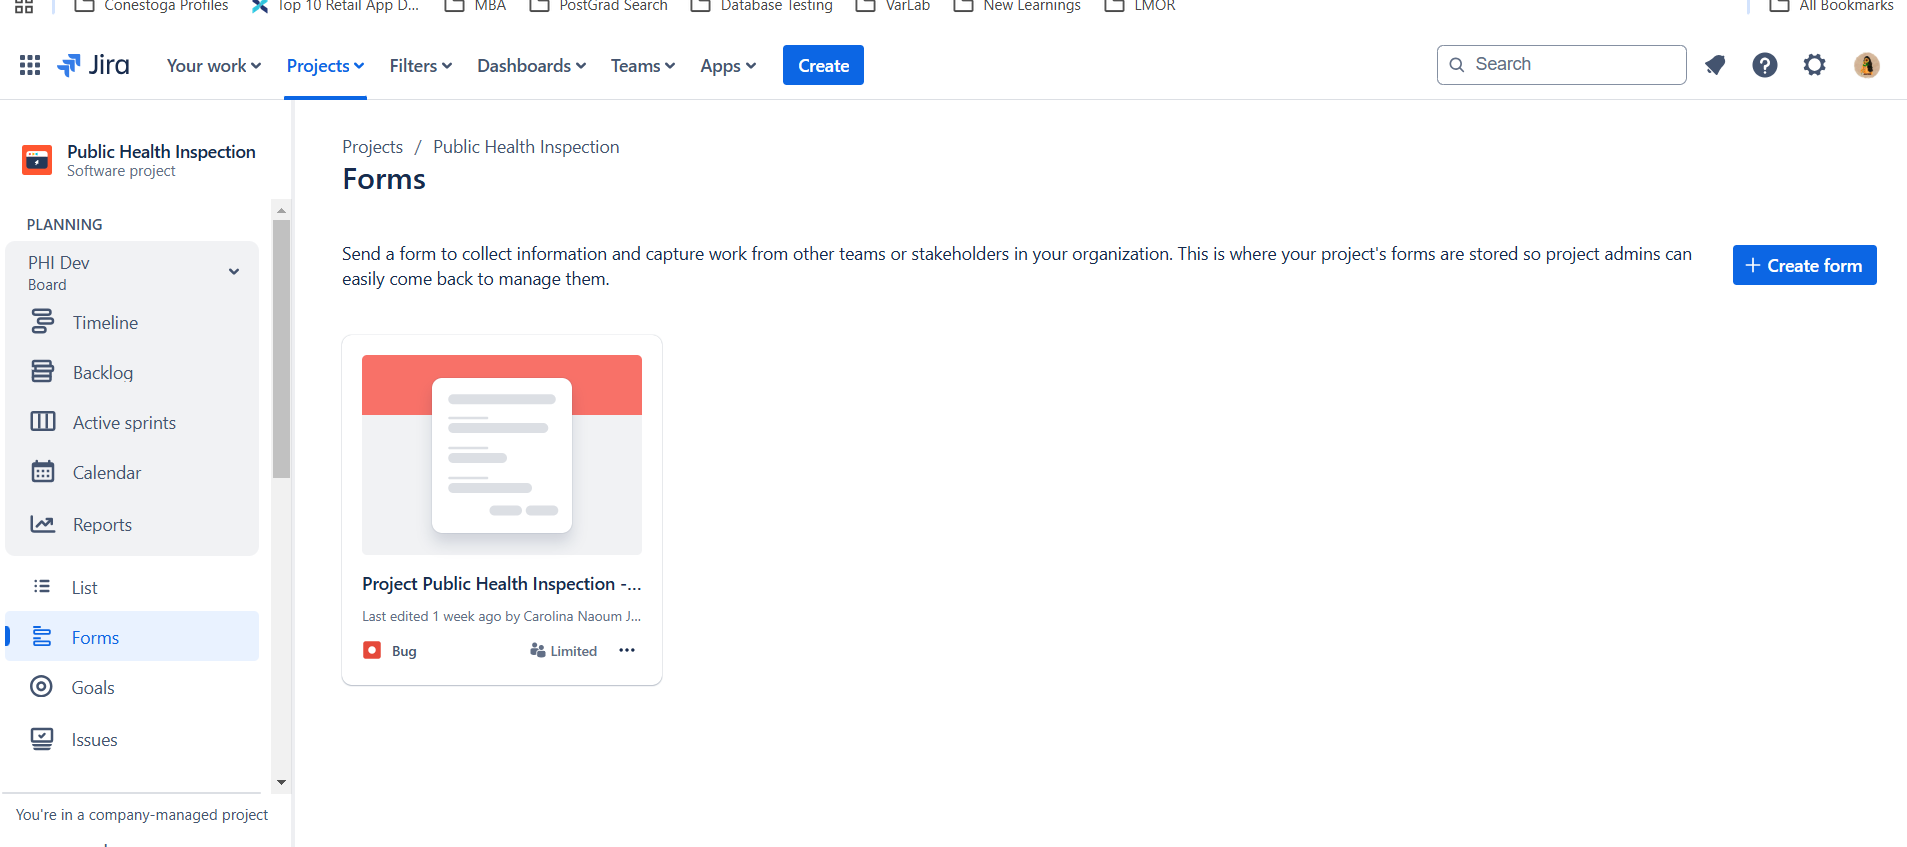 Conestoga Profiles
Top 10 Retail App D...
MBA
PostGrad Search
Database Testing
VarLab
New Learnings
LMOR
All Bookmarks
Jira
Your work
Projects
Filters
Dashboards
Teams
Apps
Create
Search
Public Health Inspection
Software project
PLANNING
PHI Dev
Board
Timeline
Backlog
Active sprints
Calendar
Reports
List
Forms
Goals
Issues
You're in a company-managed project
Projects / Public Health Inspection
Forms
Send a form to collect information and capture work from other teams or stakeholders in your organization. This is where your project's forms are stored so project admins can
easily come back to manage them.
+ Create form
Project Public Health Inspection -...
Last edited 1 week ago by Carolina Naoum J...
Bug
Limited